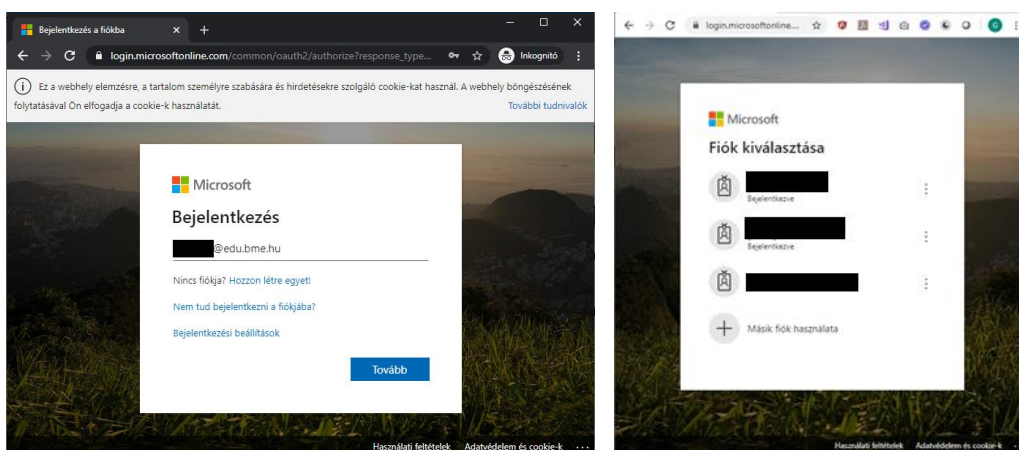 Bejelentkezés a fiókba
login.microsoftonline.com/common/oauth2/authorize?response_type...
Inkognitó
Ez a webhely elemzésre, a tartalom személyre szabására és hirdetésekre szolgáló cookie-kat használ. A webhely böngészésének
folytatásával Ön elfogadja a cookie-k használatát.
További tudnivalók
Microsoft
Bejelentkezés
@edu.bme.hu
Nincs fiókja? Hozzon létre egyet!
Nem tud bejelentkezni a fiókjába?
Bejelentkezési beállítások
Tovább
Használati feltételek Adatvédelem és cookie-k ...
login.microsoftonline...
G
Microsoft
Fiók kiválasztása
Bejelentkezve
Bejelentkezve
Másik fiók használata
Használati feltételek Adatvédelem és cookie-k